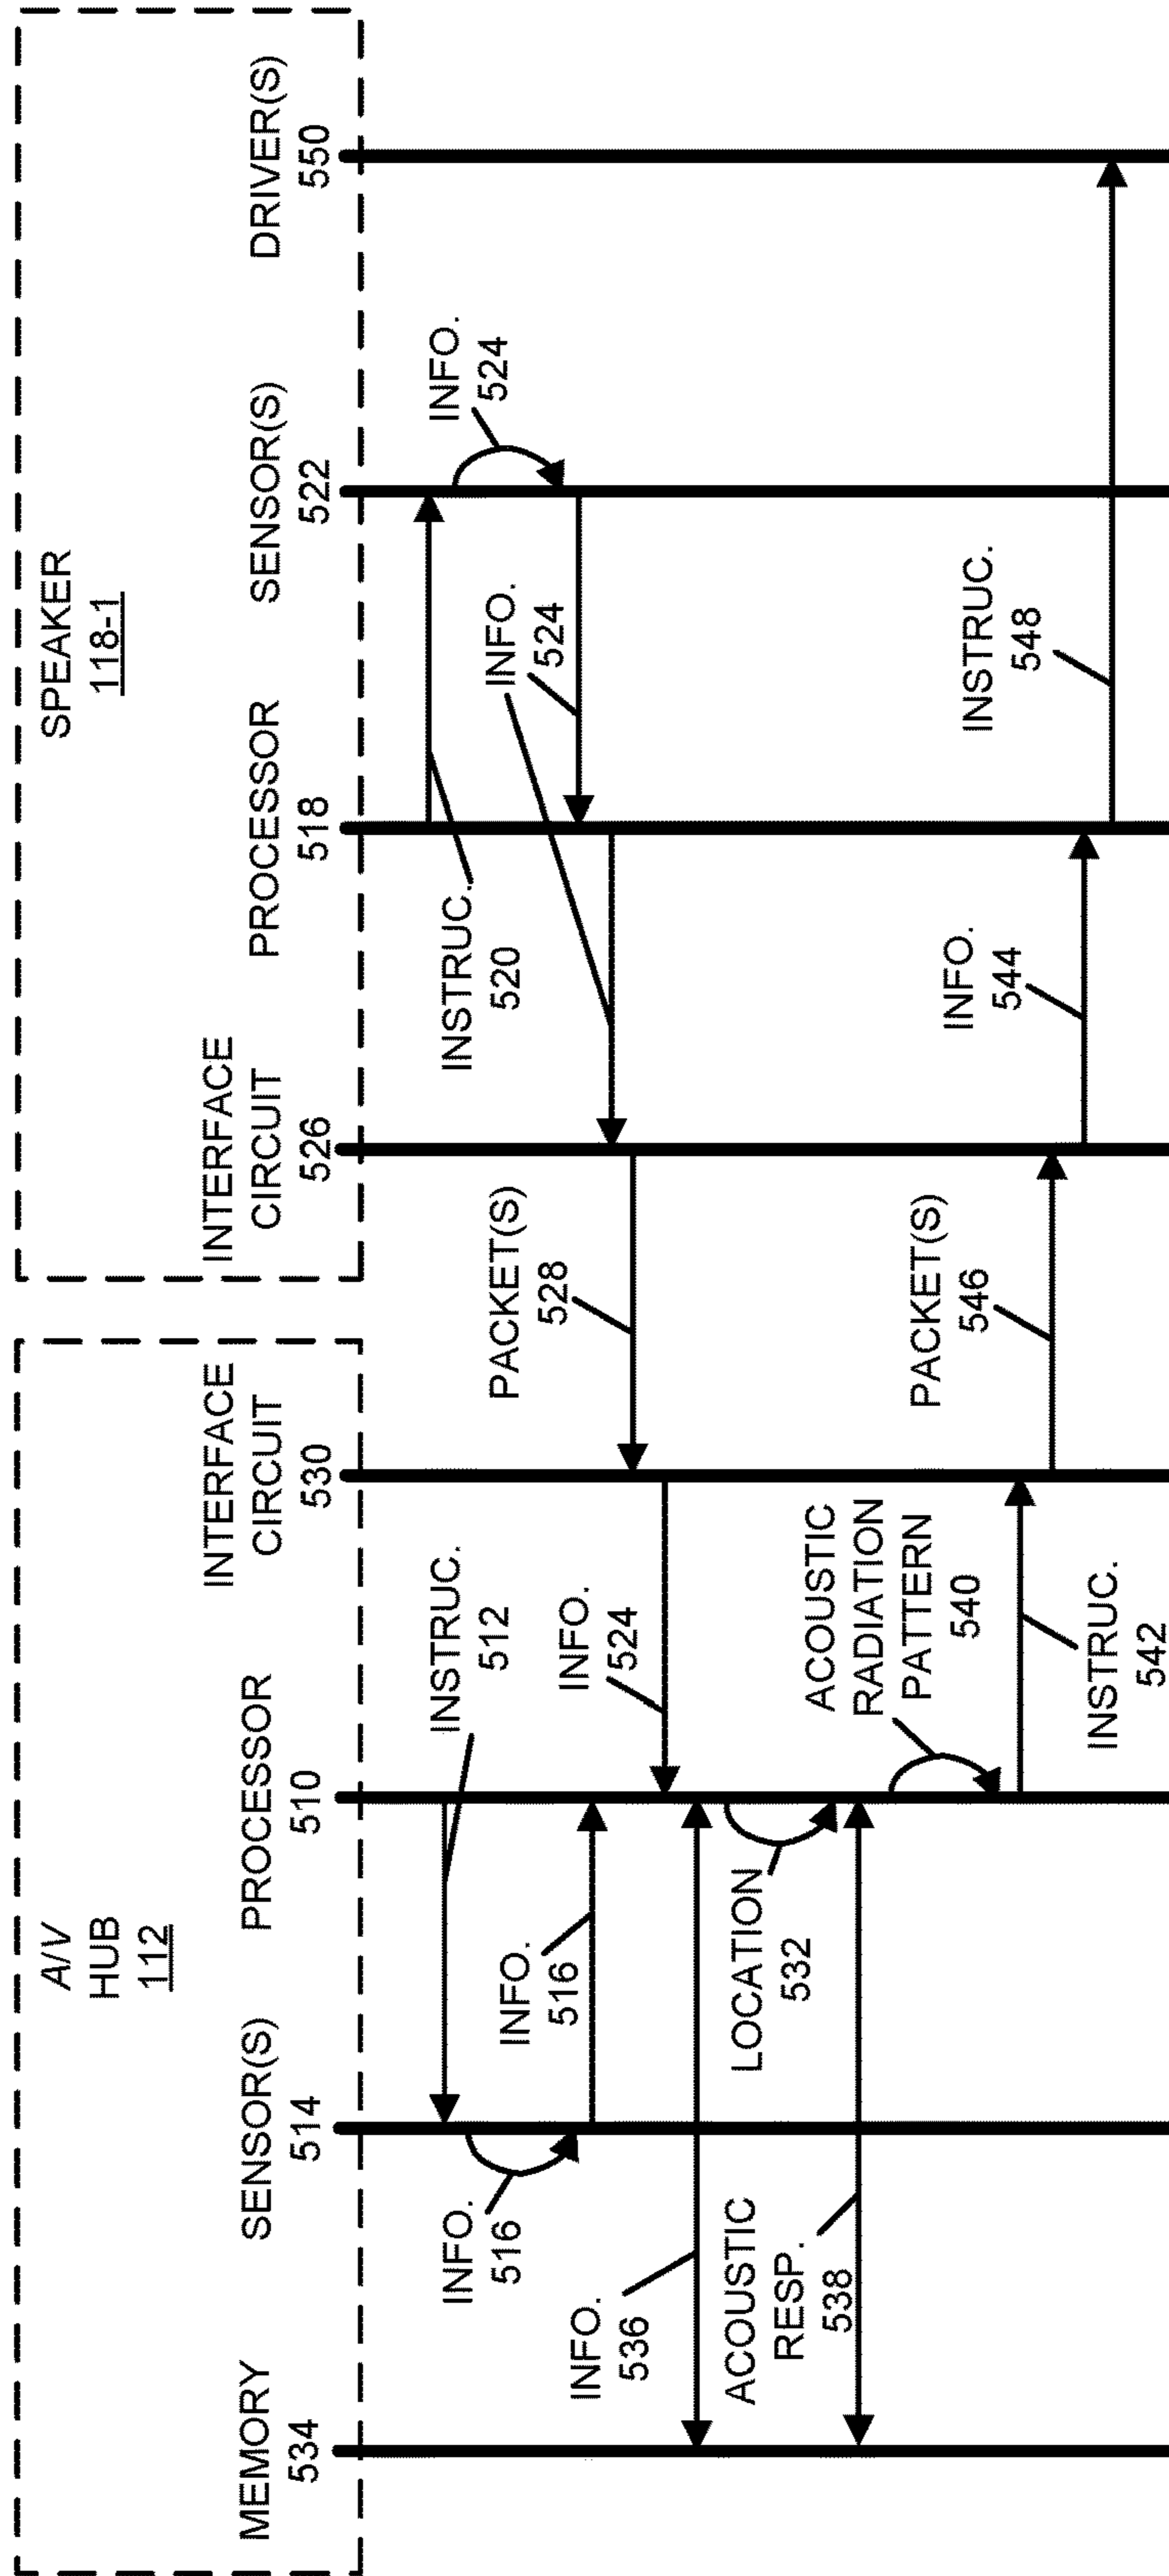 A/V
HUB
112
MEMORY
534
SENSOR(S)
514
PROCESSOR
510
INTERFACE
CIRCUIT
530
SPEAKER
118-1
INTERFACE
CIRCUIT
526
PROCESSOR
518
SENSOR(S)
522
DRIVER(S)
550
INSTRUC.
512
INFO.
516
INFO.
516
INSTRUC.
520
INFO.
524
INFO.
524
PACKET(S)
528
INFO.
524
INFO.
536
LOCATION
532
ACOUSTIC
RESP.
538
ACOUSTIC
RADIATION
PATTERN
540
INSTRUC.
542
PACKET(S)
546
INFO.
544
INSTRUC.
548